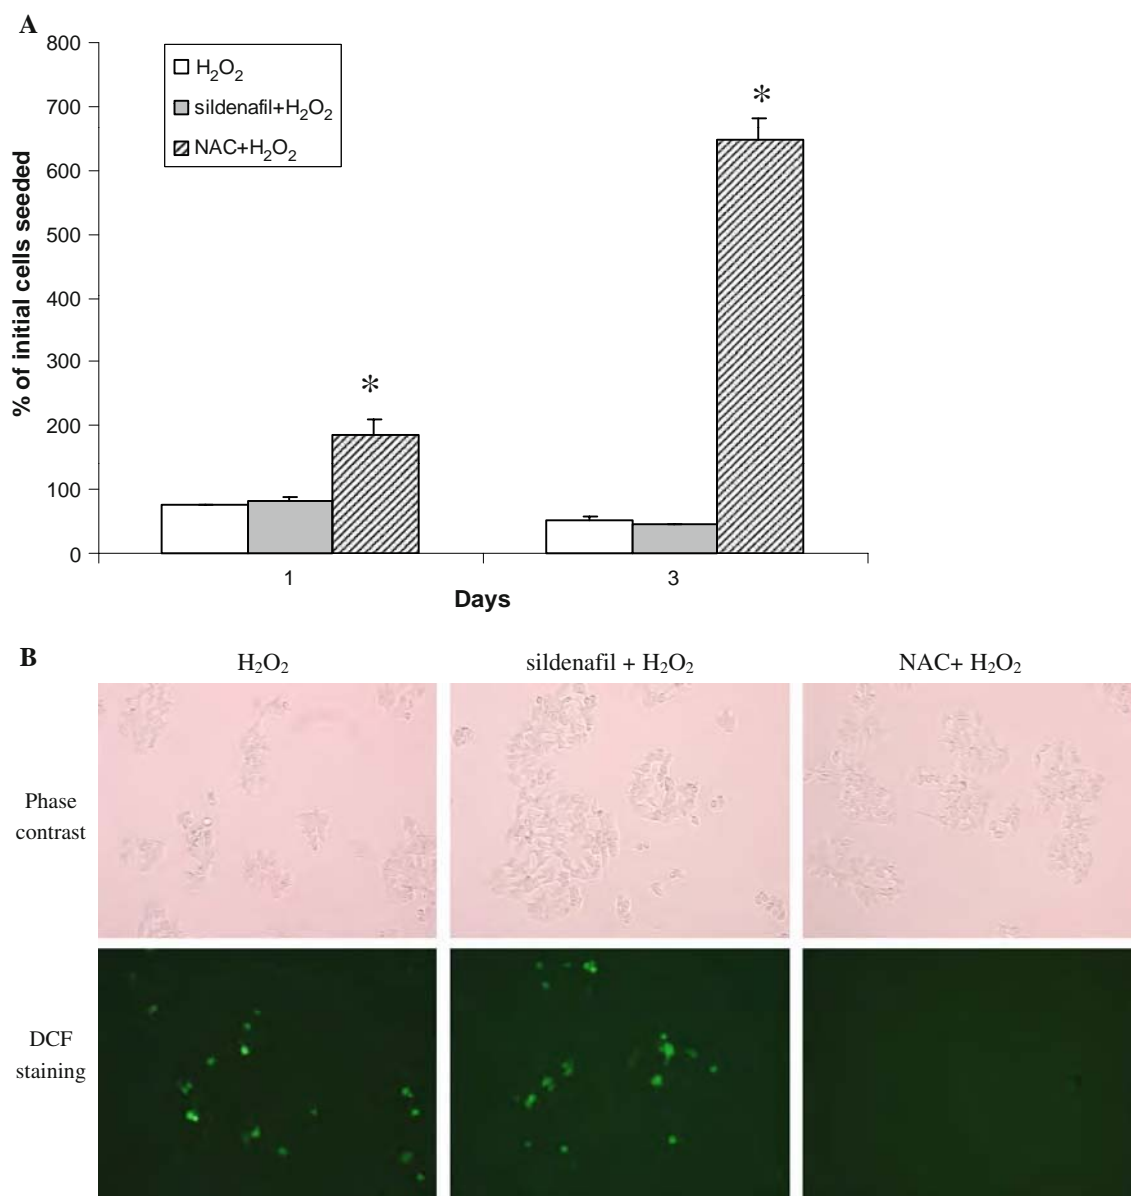 A
800
700
600
500
400
300
200
100
0
% of initial cells seeded
H₂O₂
sildenafil+H₂O₂
NAC+H₂O₂
*
*
1
3
Days
B
H₂O₂
sildenafil + H₂O₂
NAC+ H₂O₂
Phase
contrast
DCF
staining